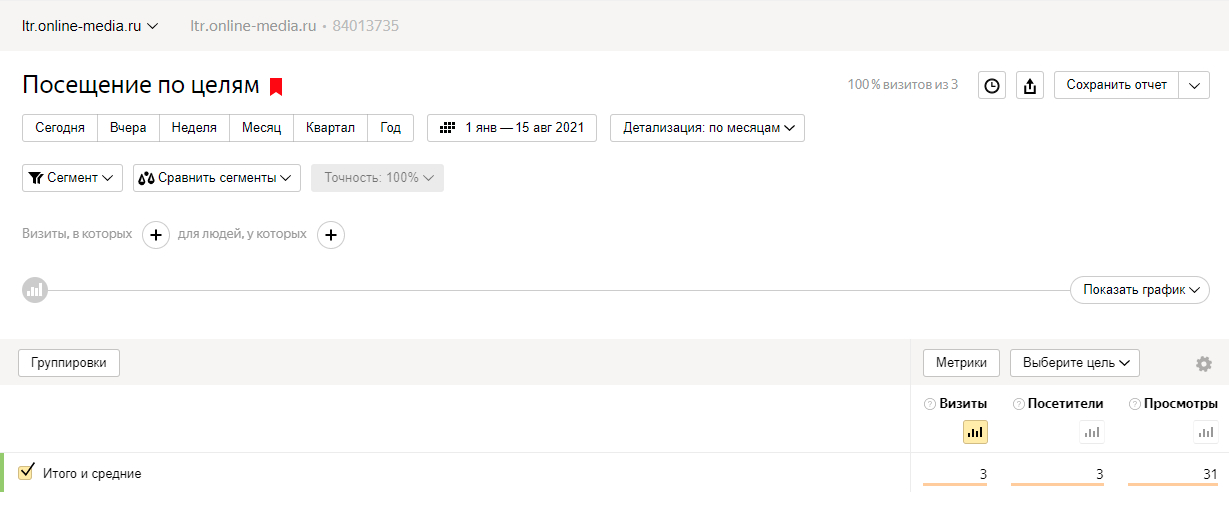 ltr.online-media.ru ltr.online-media.ru • 84013735
Посещение по целям 100 % визитов из 3 Сохранить отчет
Сегодня Вчера Неделя Месяц Квартал Год 1 янв — 15 авг 2021 Детализация: по месяцам
Сегмент Сравнить сегменты Точность: 100%
Визиты, в которых + для людей, у которых +
Показать график
Группировки Метрики Выберите цель
? Визиты ? Посетители ? Просмотры
Итого и средние 3 3 31